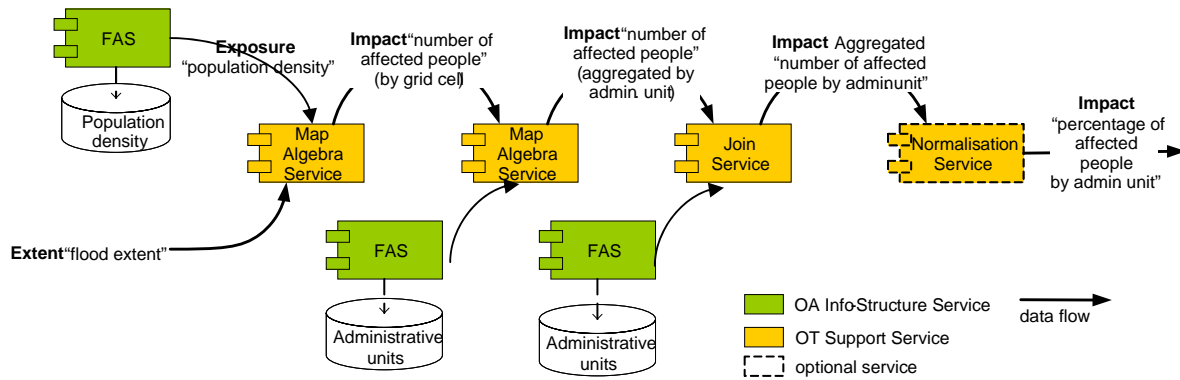 FAS
Population
density
Exposure
“population density”
Impact“number of
affected people”
(by grid cell)
Impact“number of
affected people”
(aggregated by
admin. unit)
Impact Aggregated
“number of affected
people by adminunit”
Impact
“percentage of
affected
people
by admin unit”
Map
Algebra
Service
Map
Algebra
Service
Join
Service
Normalisation
Service
Extent“flood extent”
FAS
Administrative
units
FAS
Administrative
units
OA Info-Structure Service
data flow
OT Support Service
optional service